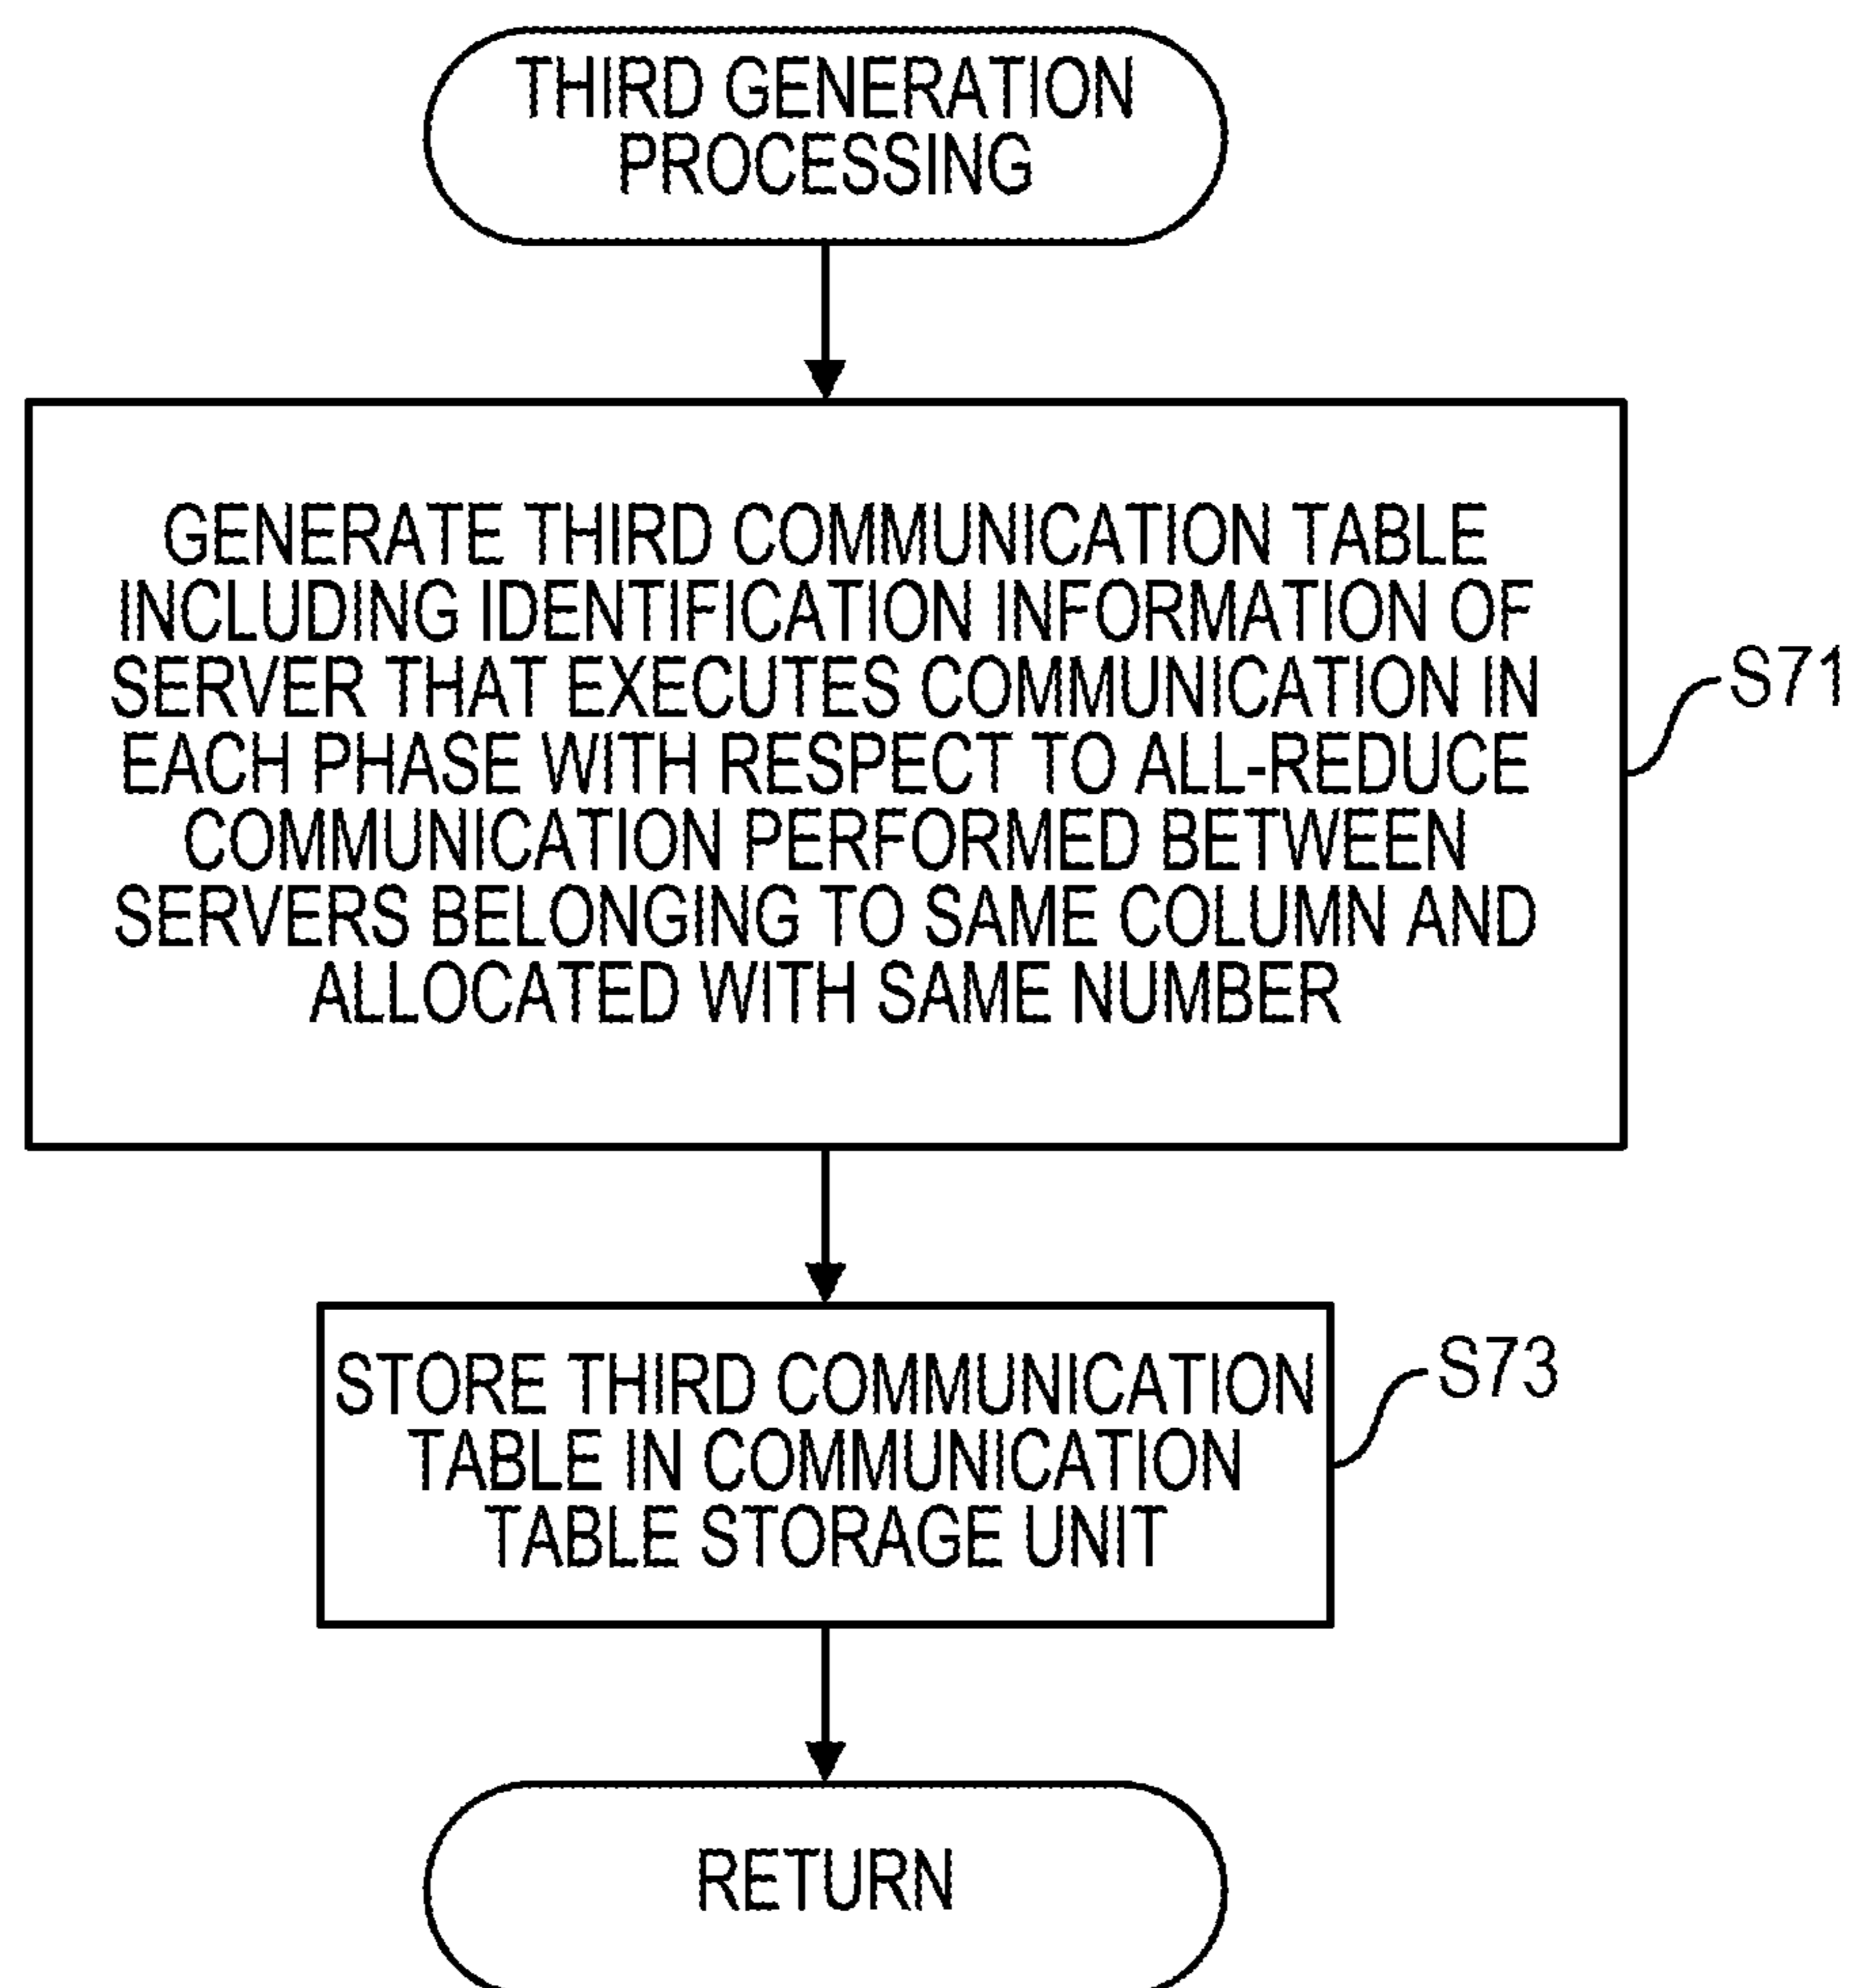 THIRD GENERATION
PROCESSING
GENERATE THIRD COMMUNICATION TABLE
INCLUDING IDENTIFICATION INFORMATION OF
SERVER THAT EXECUTES COMMUNICATION IN
EACH PHASE WITH RESPECT TO ALL-REDUCE
COMMUNICATION PERFORMED BETWEEN
SERVERS BELONGING TO SAME COLUMN AND
ALLOCATED WITH SAME NUMBER
S71
STORE THIRD COMMUNICATION
TABLE IN COMMUNICATION
TABLE STORAGE UNIT
S73
RETURN